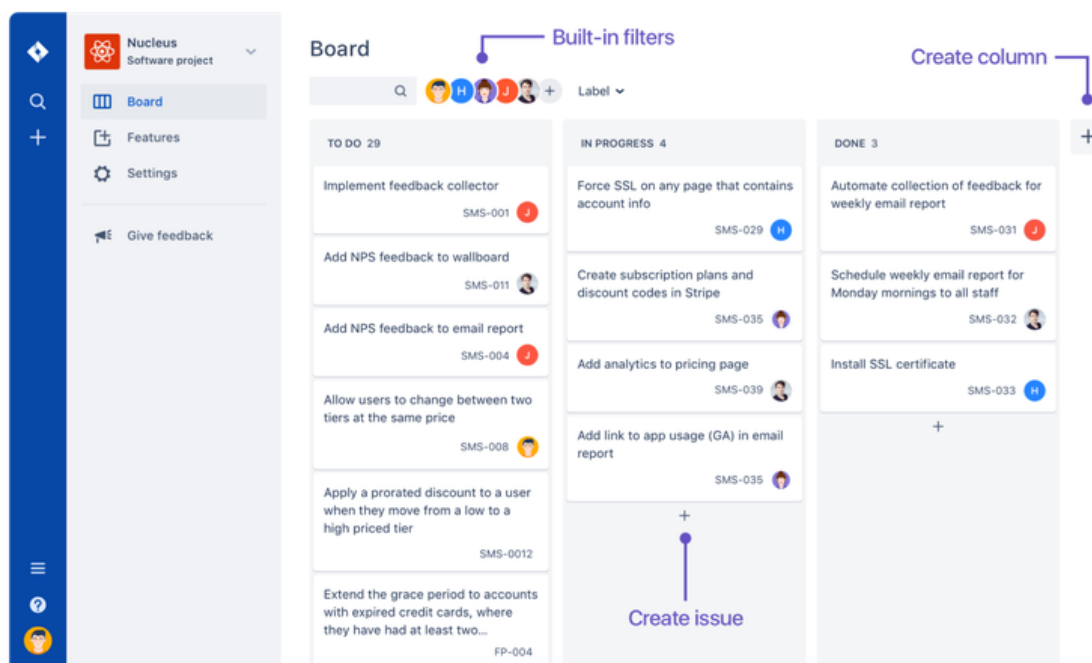 Nucleus
Software project
Board
Features
Settings
Give feedback
Board
Built-in filters
Create column
H
J
+
Label
TO DO 29
Implement feedback collector
SMS-001 J
Add NPS feedback to wallboard
SMS-011
Add NPS feedback to email report
SMS-004 J
Allow users to change between two
tiers at the same price
SMS-008
Apply a prorated discount to a user
when they move from a low to a
high priced tier
SMS-0012
Extend the grace period to accounts
with expired credit cards, where
they have had at least two...
FP-004
IN PROGRESS 4
Force SSL on any page that contains
account info
SMS-029 H
Create subscription plans and
discount codes in Stripe
SMS-035
Add analytics to pricing page
SMS-039
Add link to app usage (GA) in email
report
SMS-035
+
Create issue
DONE 3
Automate collection of feedback for
weekly email report
SMS-031 J
Schedule weekly email report for
Monday mornings to all staff
SMS-032
Install SSL certificate
SMS-033 H
+
+